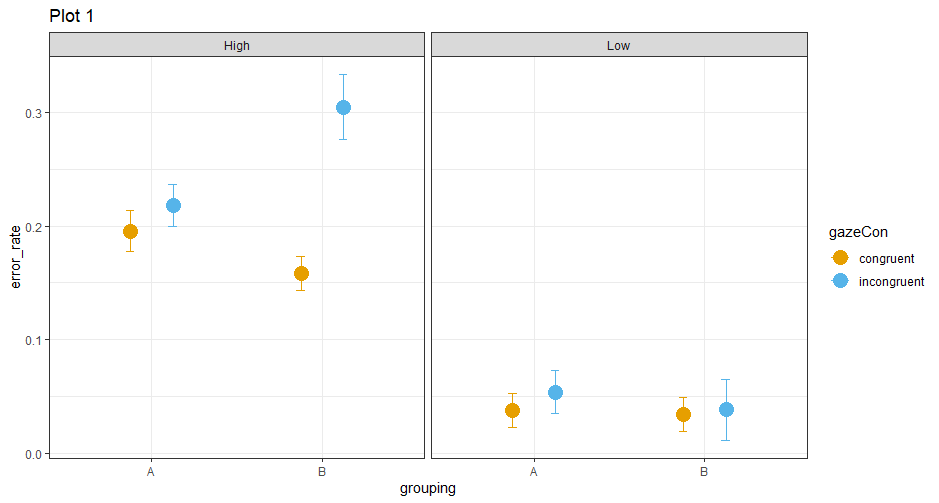 Plot 1
High
Low
0.3
0.2
0.1
0.0
error_rate
A
B
A
B
grouping
gazeCon
congruent
incongruent